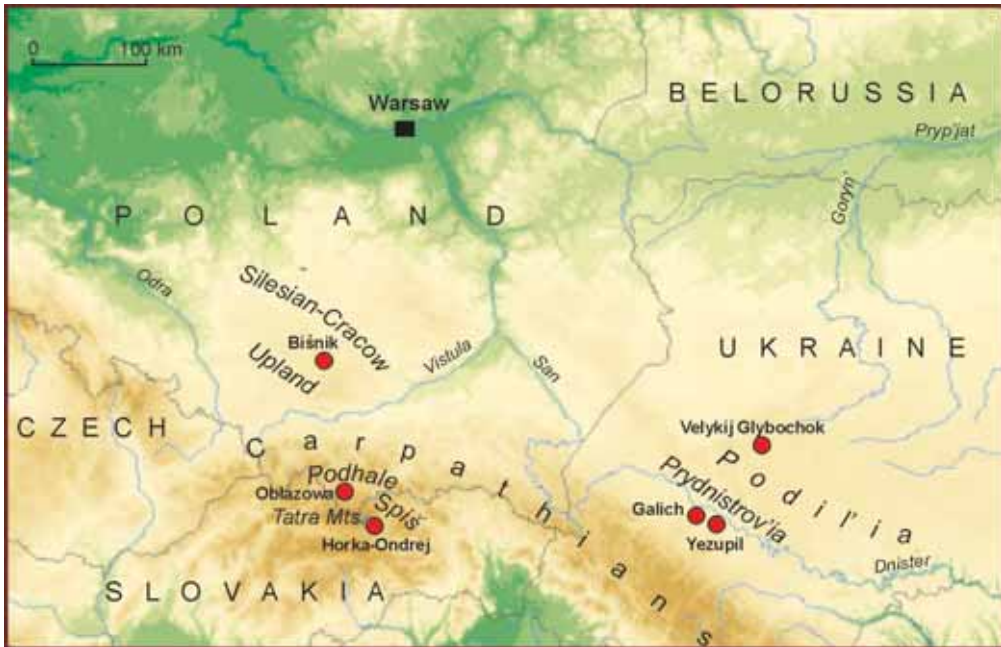 0 100 km
Warsaw
BELORUSSIA
Pryp'jat
Goryn'
POLAND
Odra
Silesian-Cracow
Upland
Biśnik
Vistula
San
UKRAINE
CZECH
Carpathians
Velykij Glybochok
Podil'ia
Prydnistrov'ia
Podhale
Obłazowa
Spiš
Tatra Mts.
Horka-Ondrej
Galich
Yezupil
Dnister
SLOVAKIA